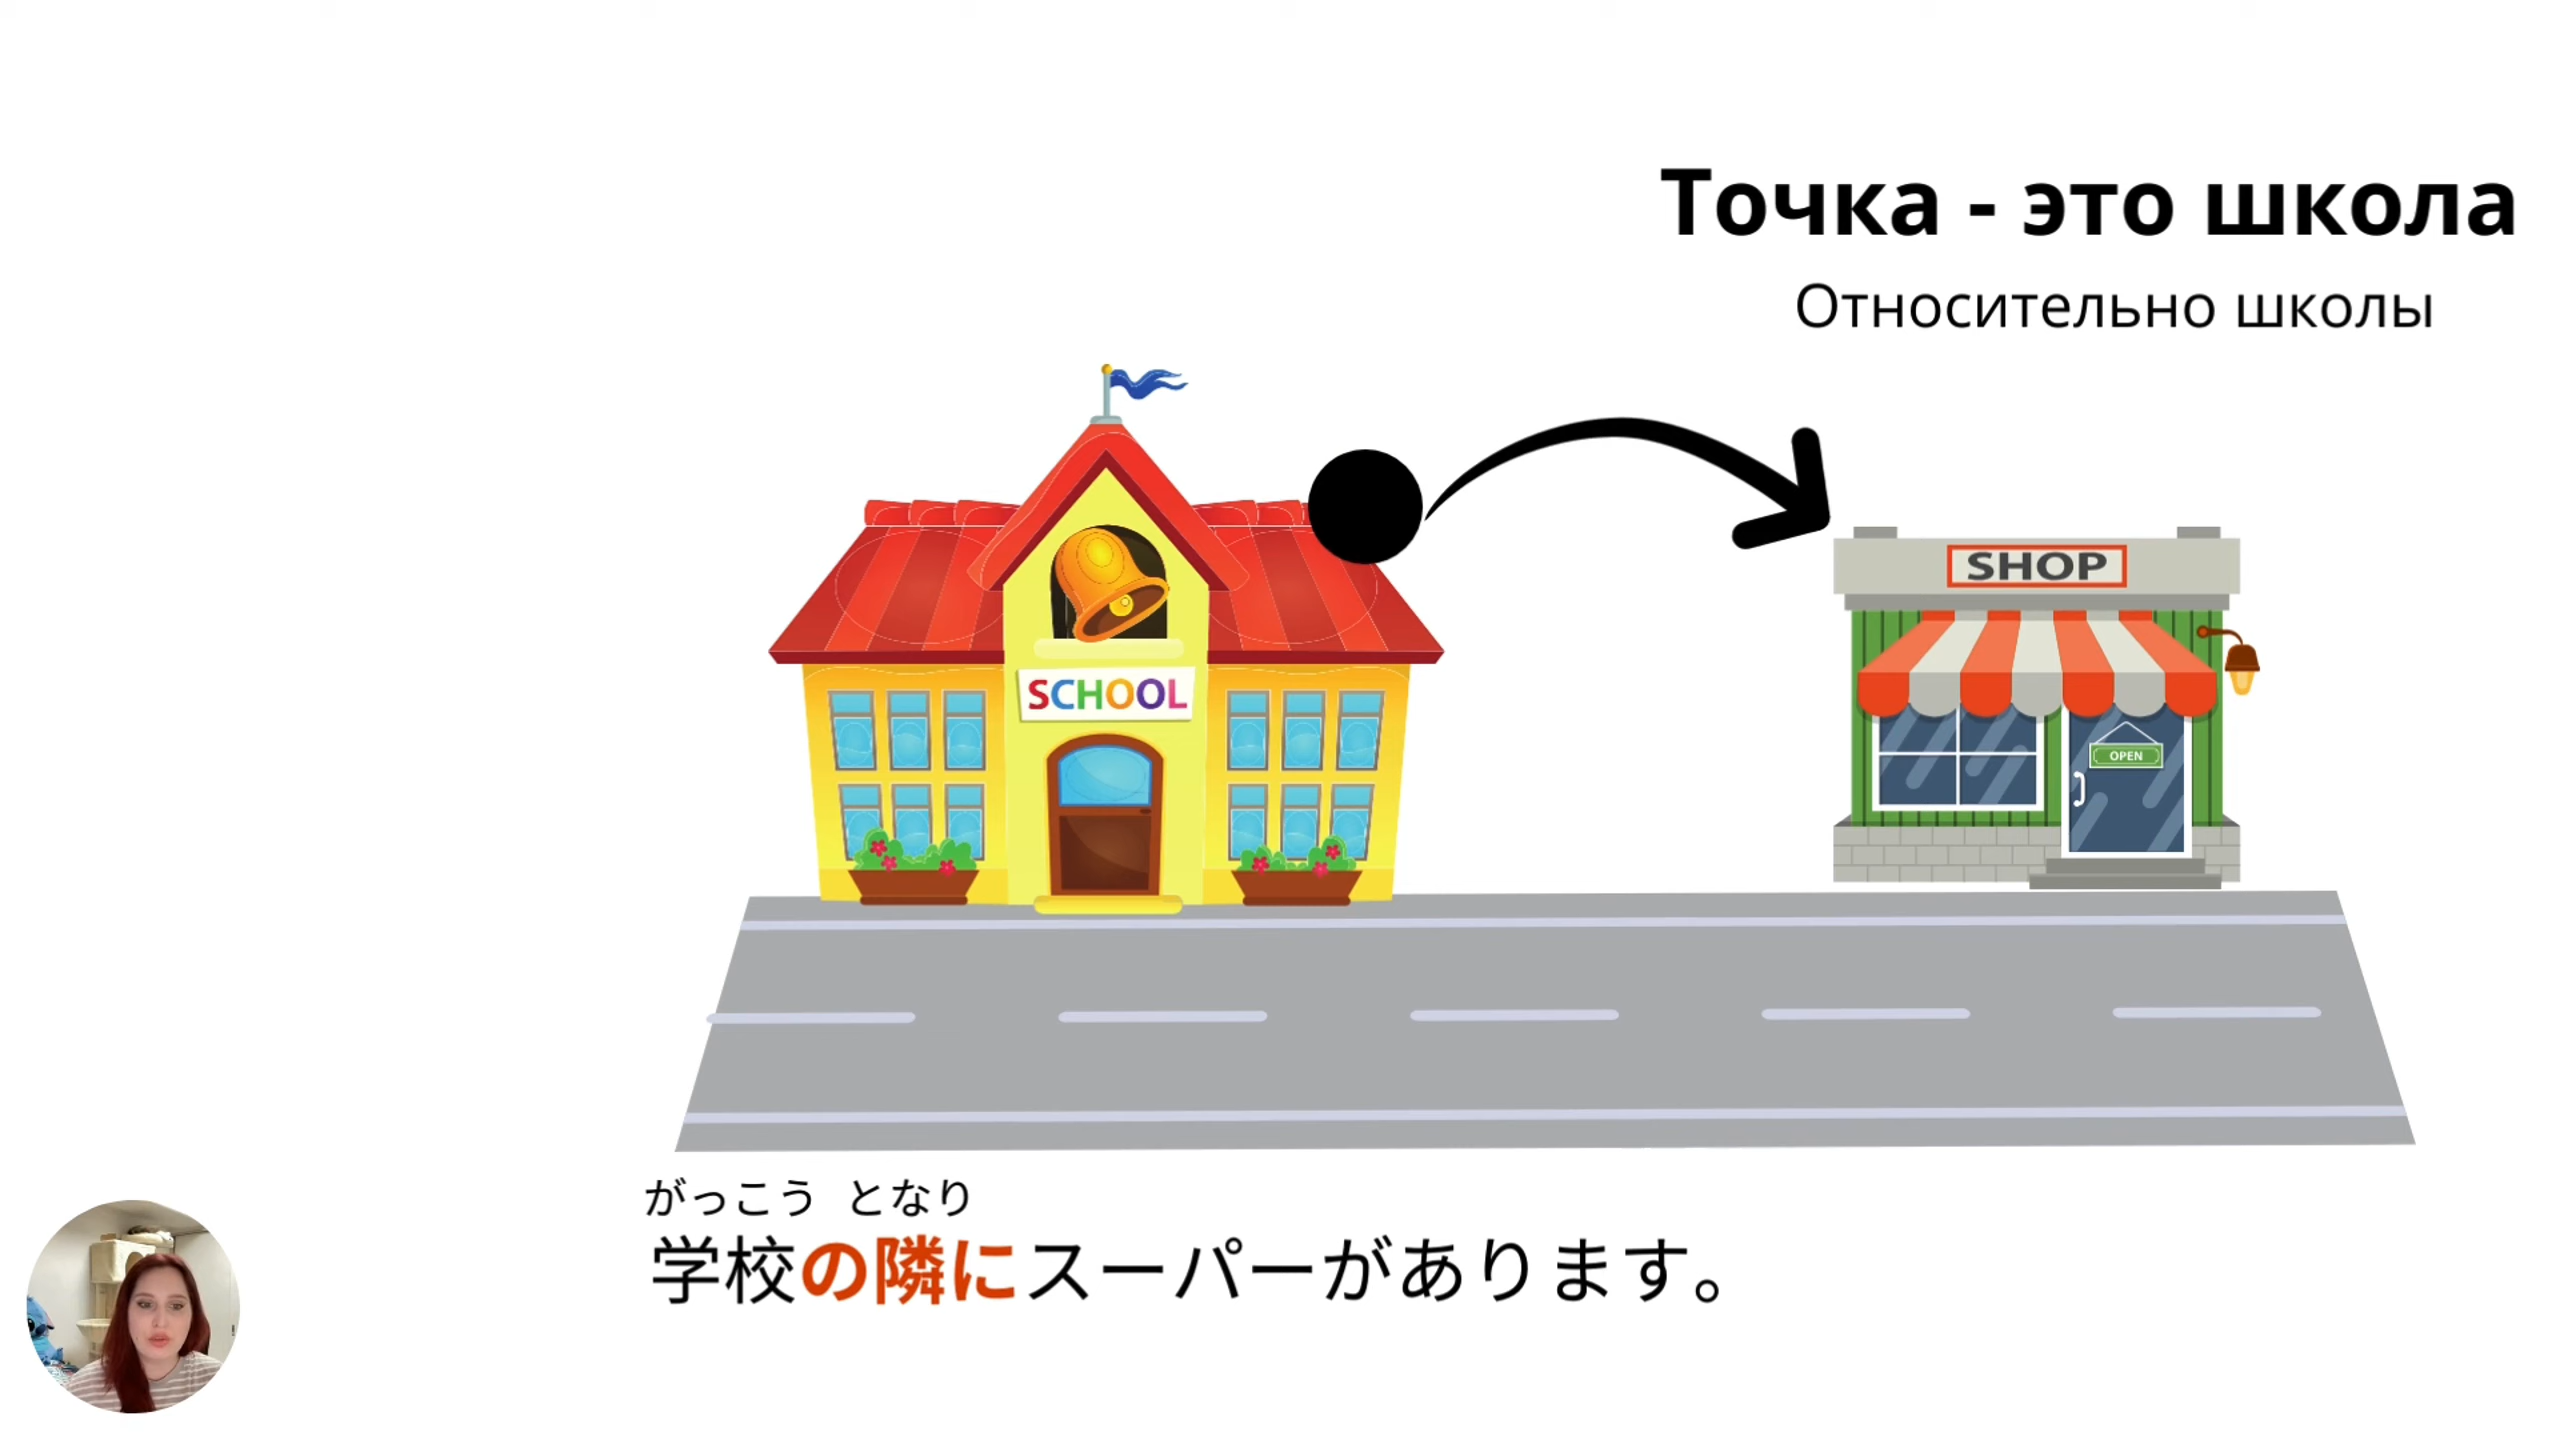 Точка - это школа
Относительно школы
SHOP
SCHOOL
OPEN
がっこう となり
学校の隣にスーパーがあります。